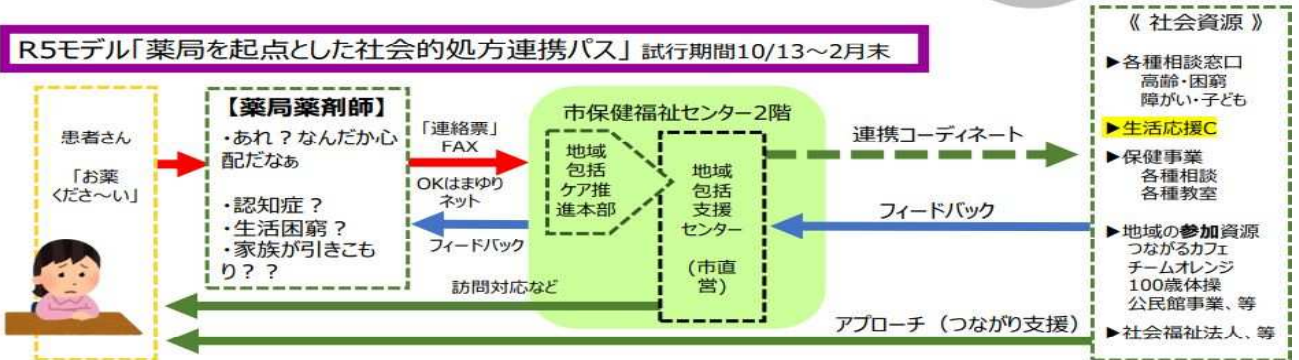 R5モデル「薬局を起点とした社会的処方連携パス」 試行期間10/13～2月末
患者さん
「お薬
くださ～い」
【薬局薬剤師】
・あれ？なんだか心
配だなぁ
・認知症？
・生活困窮？
・家族が引きこも
り？？
「連絡票」
FAX
OKはまゆり
ネット
フィードバック
訪問対応など
市保健福祉センター2階
地域
包括
ケア推
進本部
地域
包括
支援
センター
(市直
営)
連携コーディネート
フィードバック
アプローチ（つながり支援）
《 社会資源 》
►各種相談窓口
高齢・困窮
障がい・子ども
►生活応援C
►保健事業
各種相談
各種教室
►地域の参加資源
つながるカフェ
チームオレンジ
100歳体操
公民館事業、等
►社会福祉法人、等